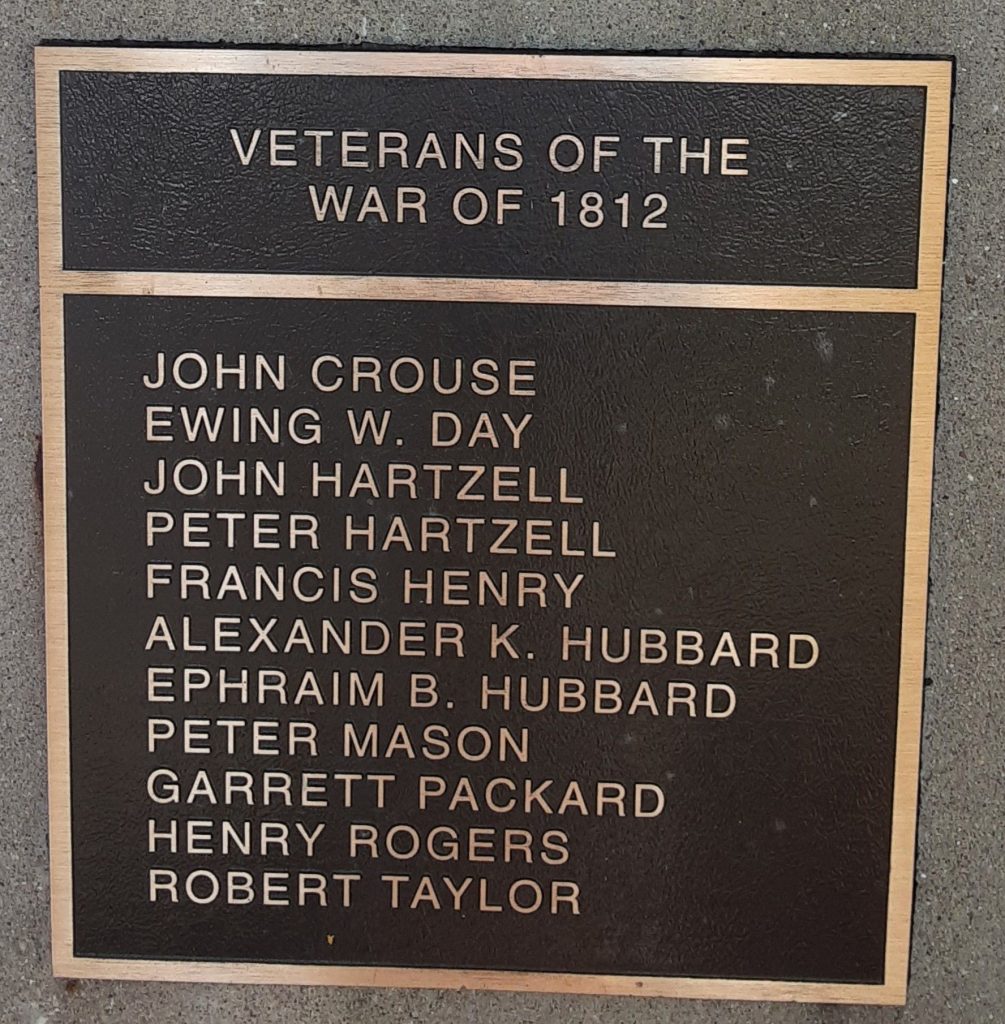 VETERANS OF THE
WAR OF 1812
JOHN CROUSE
EWING W. DAY
JOHN HARTZELL
PETER HARTZELL
FRANCIS HENRY
ALEXANDER K. HUBBARD
EPHRAIM B. HUBBARD
PETER MASON
GARRETT PACKARD
HENRY ROGERS
ROBERT TAYLOR